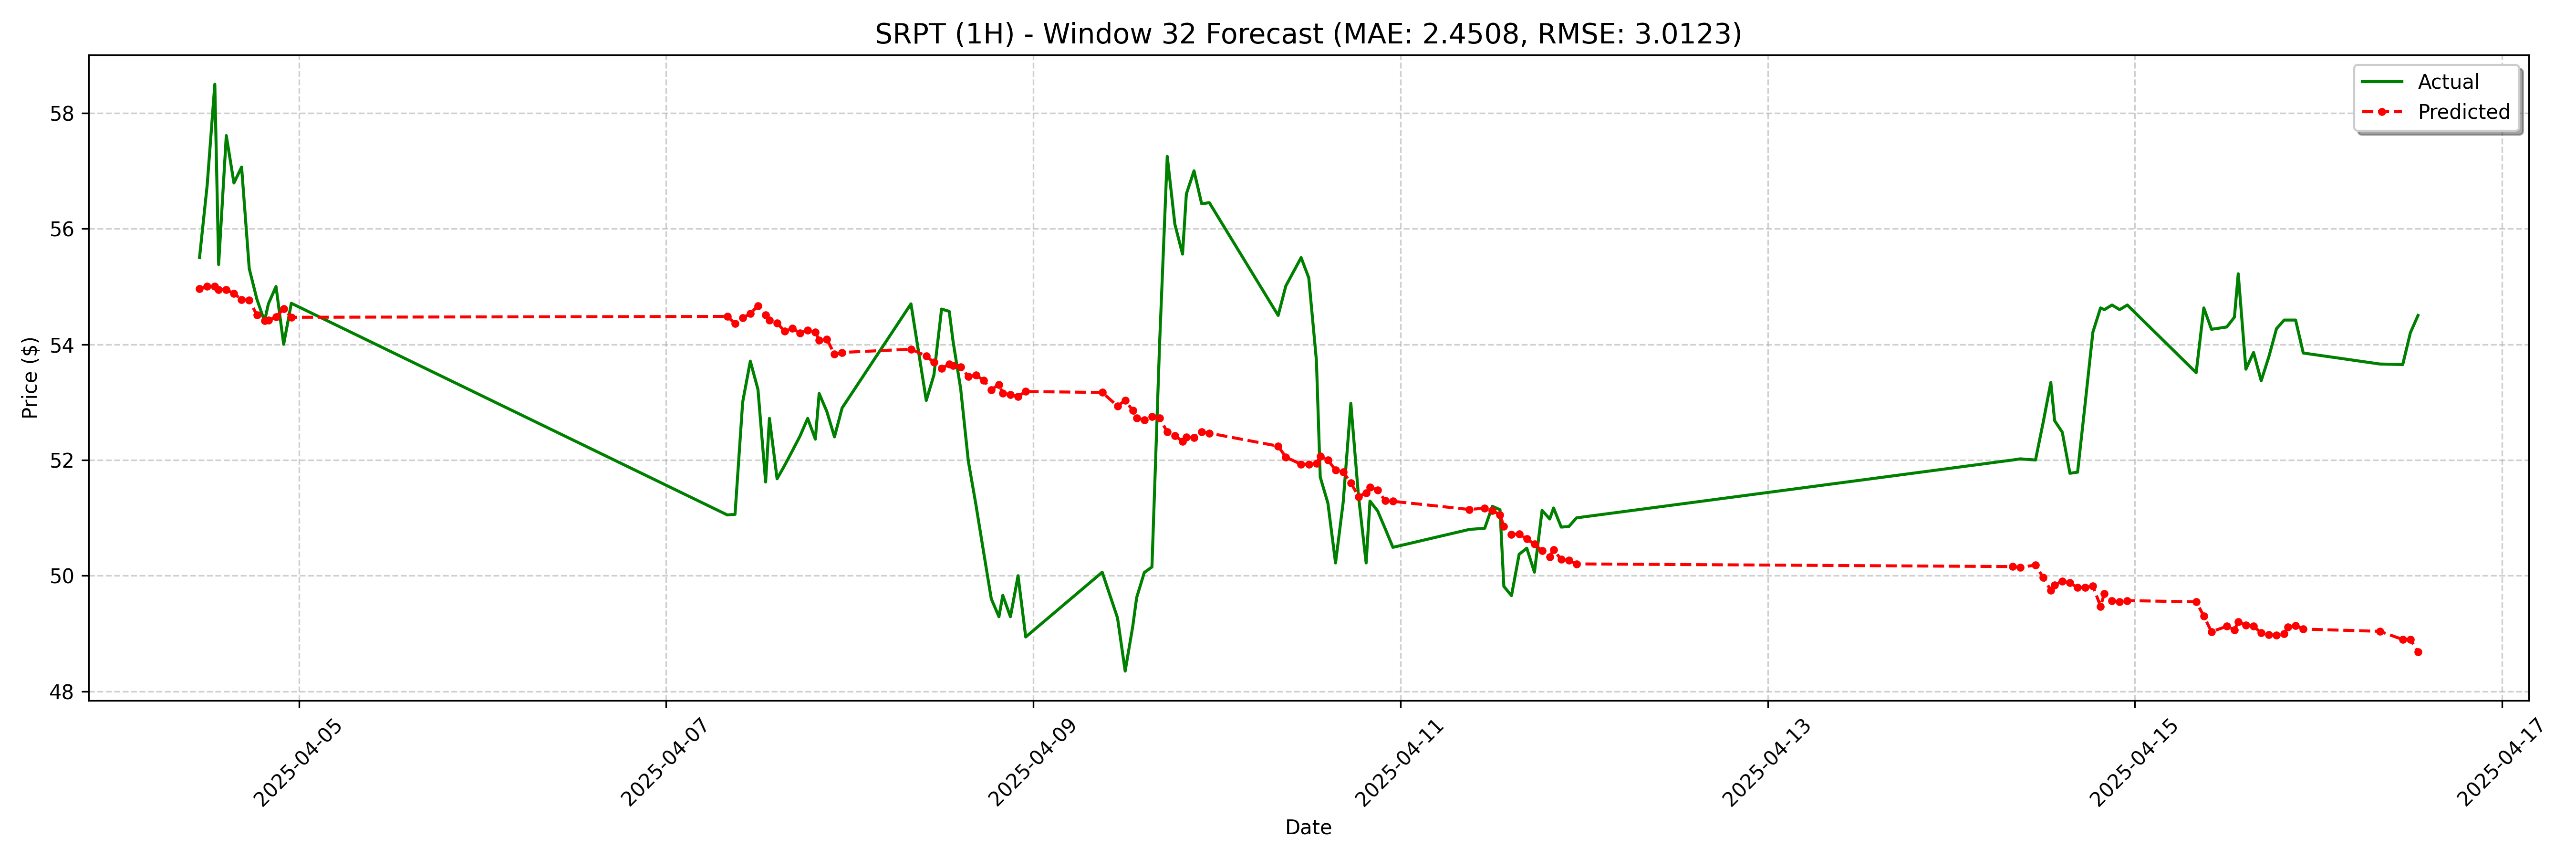 SRPT (1H) - Window 32 Forecast (MAE: 2.4508, RMSE: 3.0123)
Actual
Predicted
Price ($)
58
56
54
52
50
48
2025-04-05
2025-04-07
2025-04-09
2025-04-11
2025-04-13
2025-04-15
2025-04-17
Date